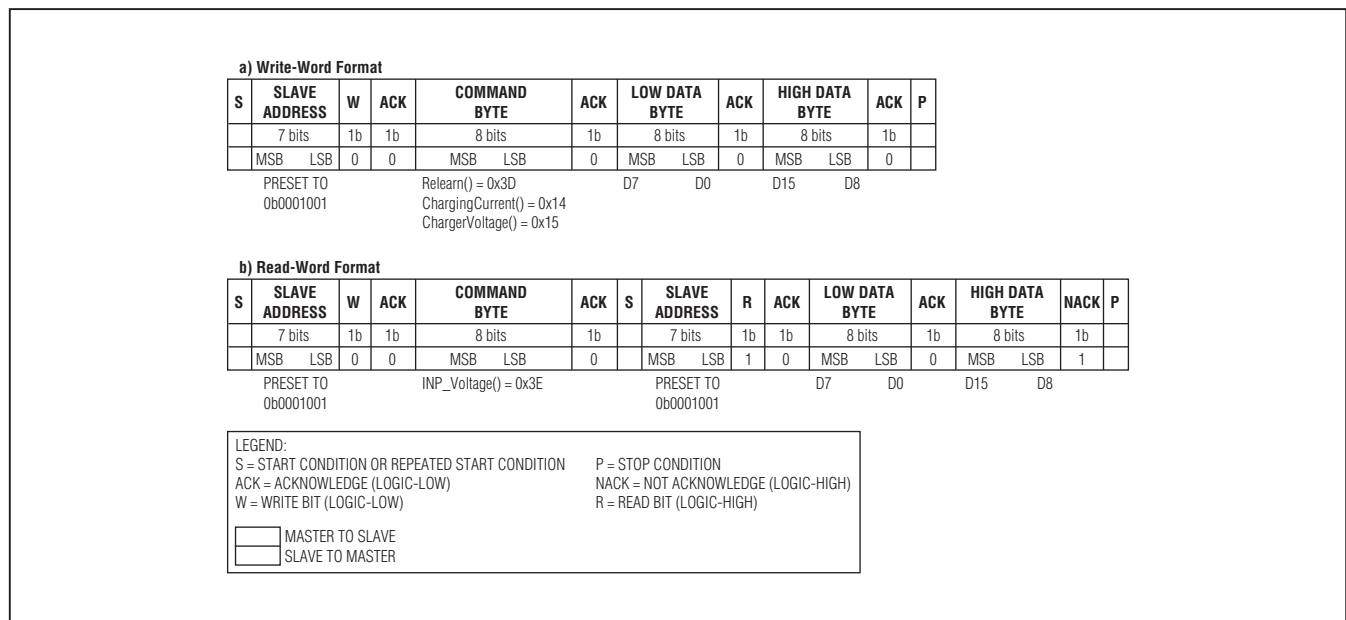 a) Write-Word Format
S SLAVE ADDRESS W ACK COMMAND BYTE ACK LOW DATA BYTE ACK HIGH DATA BYTE ACK P
7 bits 1b 1b 8 bits 1b 8 bits 1b 8 bits 1b
MSB LSB 0 0 MSB LSB 0 MSB LSB 0 MSB LSB 0
PRESET TO Relearn() = 0x3D D7 D0 D15 D8
0b0001001 ChargingCurrent() = 0x14
ChargerVoltage() = 0x15
b) Read-Word Format
S SLAVE ADDRESS W ACK COMMAND BYTE ACK S SLAVE ADDRESS R ACK LOW DATA BYTE ACK HIGH DATA BYTE NACK P
7 bits 1b 1b 8 bits 1b 7 bits 1b 1b 8 bits 1b 8 bits 1b
MSB LSB 0 0 MSB LSB 0 MSB LSB 1 0 MSB LSB 0 MSB LSB 1
PRESET TO INP_Voltage() = 0x3E PRESET TO D7 D0 D15 D8
0b0001001 0b0001001
LEGEND:
S = START CONDITION OR REPEATED START CONDITION P = STOP CONDITION
ACK = ACKNOWLEDGE (LOGIC-LOW) NACK = NOT ACKNOWLEDGE (LOGIC-HIGH)
W = WRITE BIT (LOGIC-LOW) R = READ BIT (LOGIC-HIGH)
MASTER TO SLAVE
SLAVE TO MASTER